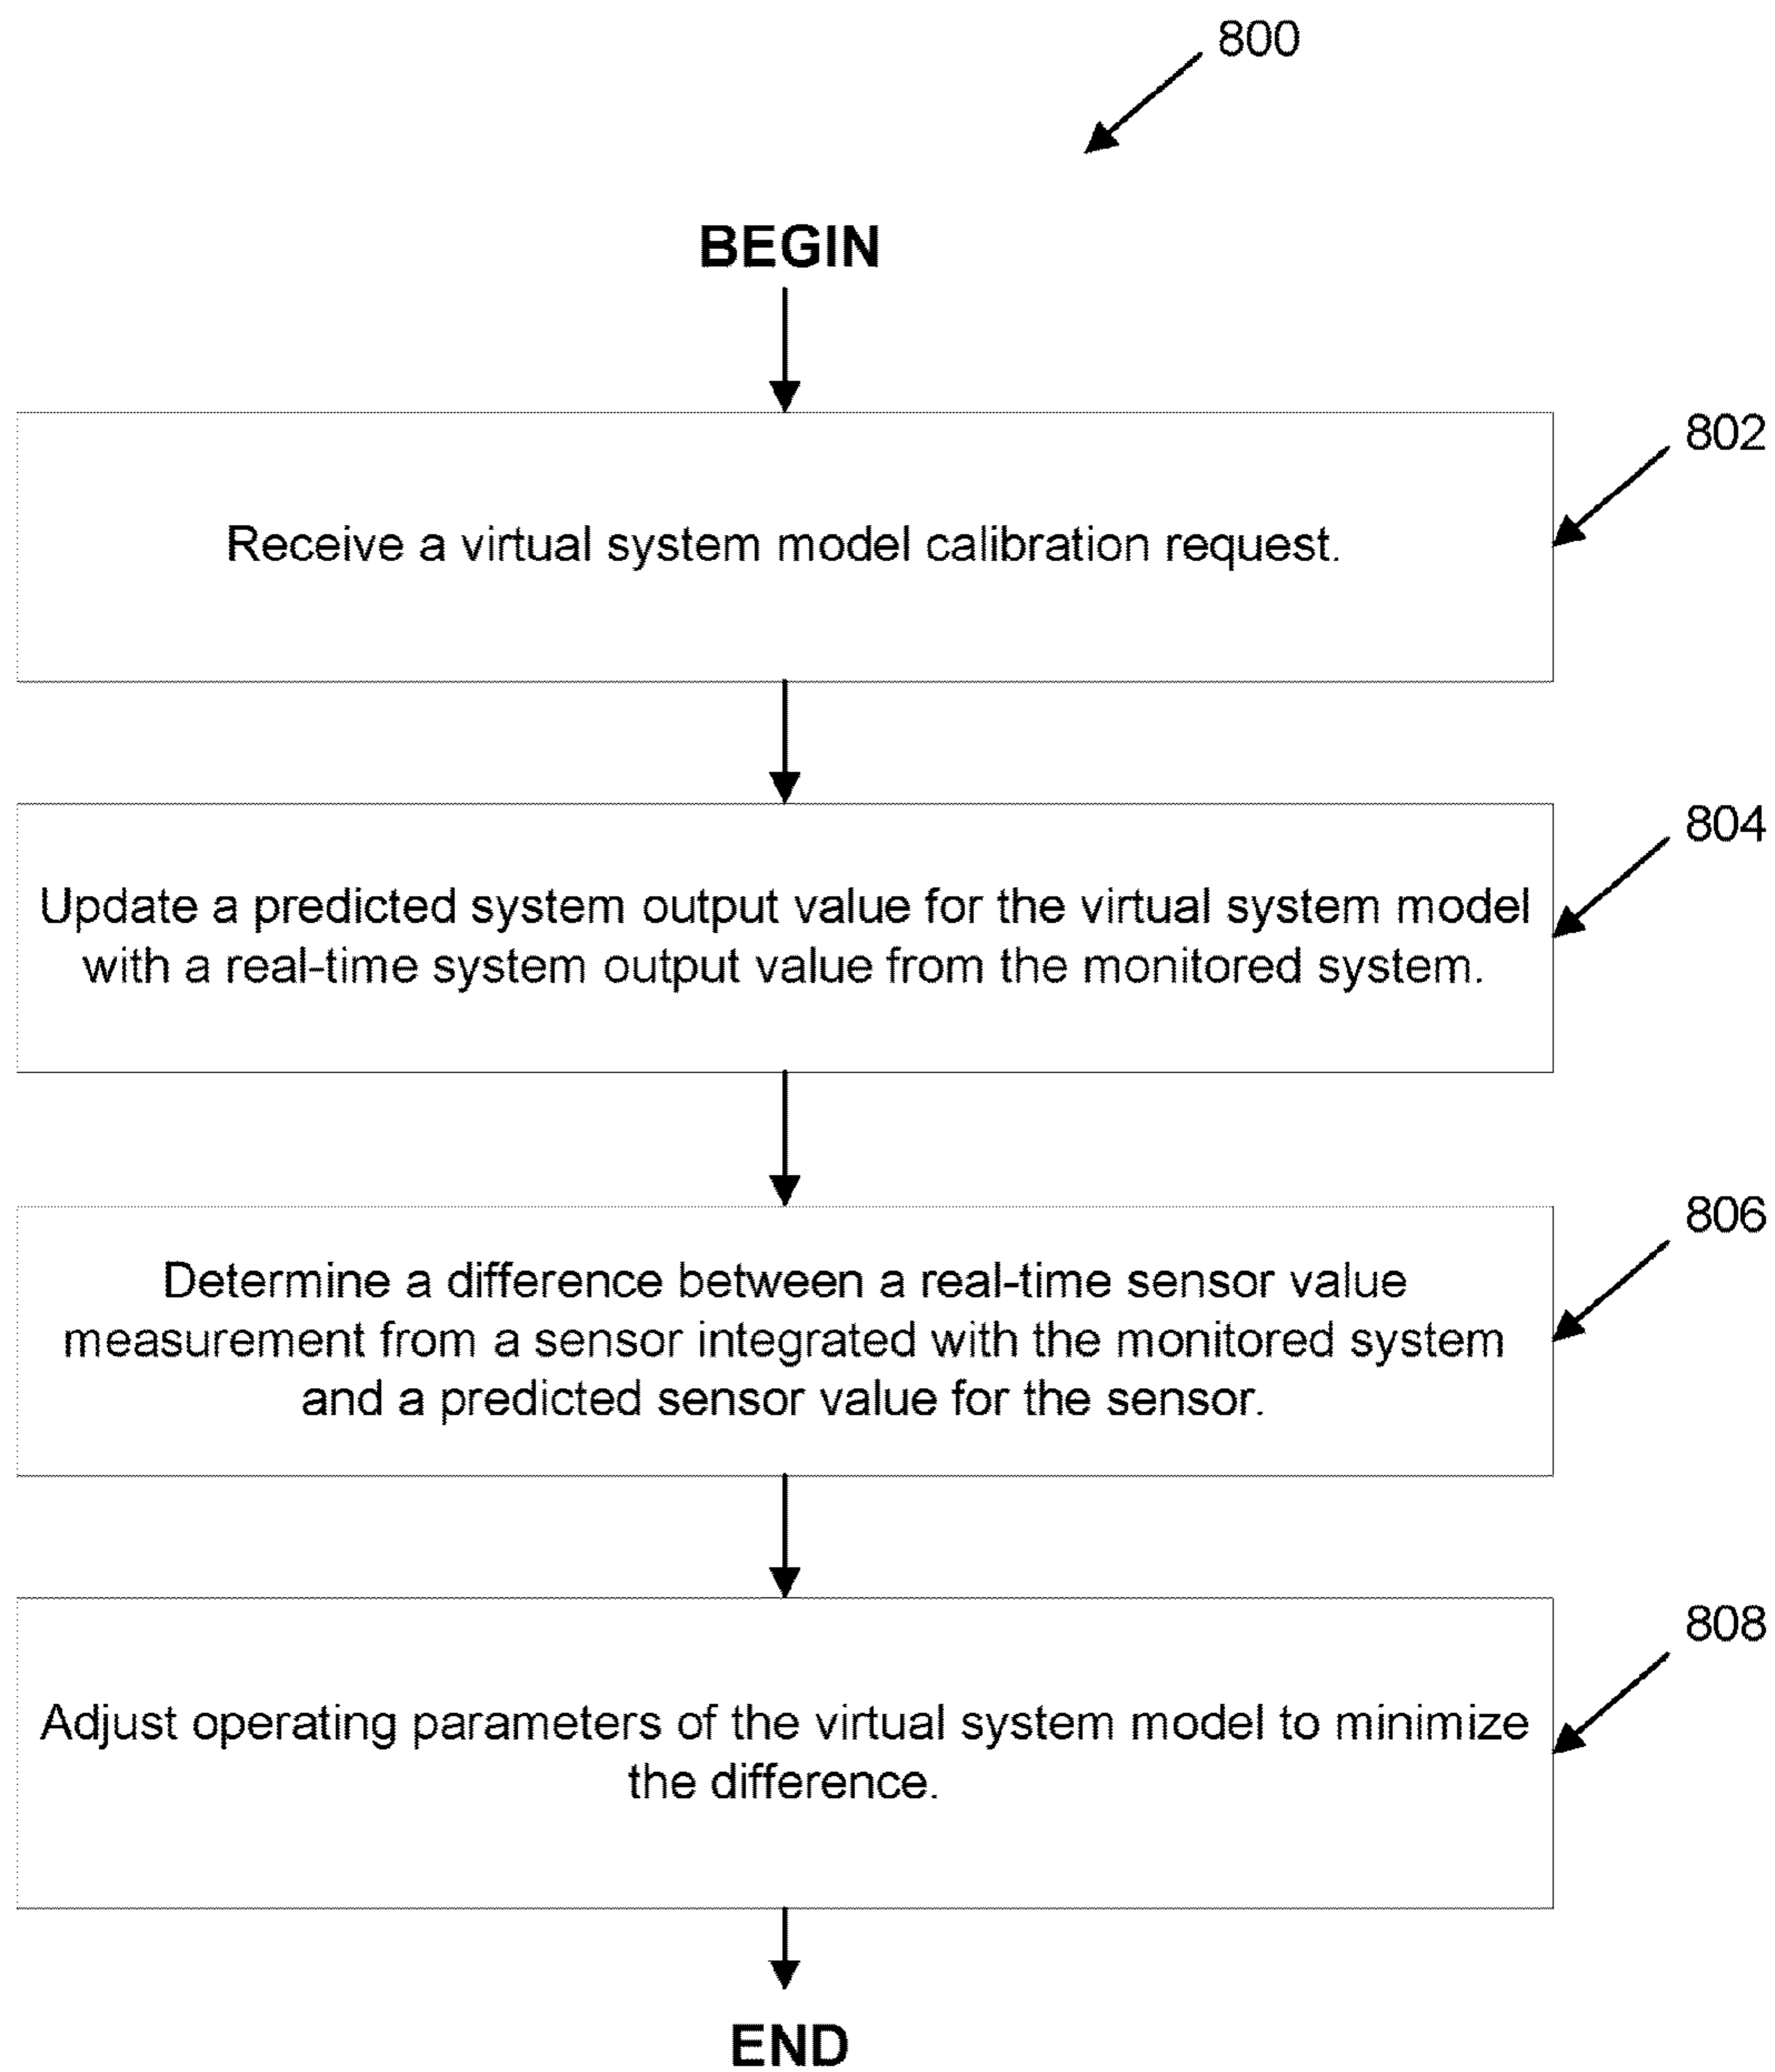 800
BEGIN
802
Receive a virtual system model calibration request.
804
Update a predicted system output value for the virtual system model
with a real-time system output value from the monitored system.
806
Determine a difference between a real-time sensor value
measurement from a sensor integrated with the monitored system
and a predicted sensor value for the sensor.
808
Adjust operating parameters of the virtual system model to minimize
the difference.
END